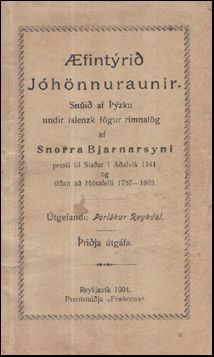 Æfintýrið
Jóhönnuraunir.
Snúið af Þýzku
undir íslenzk fögur rímnalög
af
Snorra Bjarnarsyni
presti til Staðar í Aðalvík 1741
og
síðan að Húsafelli 1757-1803.
Útgefandi: Þorlákur Reykdal.
Þriðja útgáfa.
Reykjavík 1904.
Prentsmiðja «Frækorna»